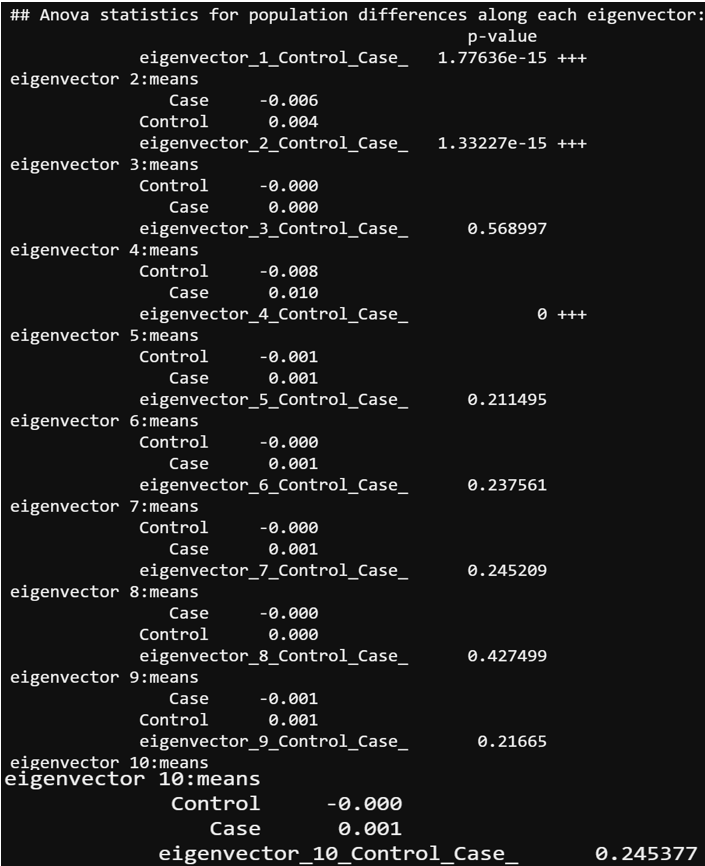 ## Anova statistics for population differences along each eigenvector:
p-value
eigenvector_1_Control_Case_ 1.77636e-15 +++
eigenvector 2:means
Case -0.006
Control 0.004
eigenvector_2_Control_Case_ 1.33227e-15 +++
eigenvector 3:means
Control -0.000
Case 0.000
eigenvector_3_Control_Case_ 0.568997
eigenvector 4:means
Control -0.008
Case 0.010
eigenvector_4_Control_Case_ 0 +++
eigenvector 5:means
Control -0.001
Case 0.001
eigenvector_5_Control_Case_ 0.211495
eigenvector 6:means
Control -0.000
Case 0.001
eigenvector_6_Control_Case_ 0.237561
eigenvector 7:means
Control -0.000
Case 0.001
eigenvector_7_Control_Case_ 0.245209
eigenvector 8:means
Case -0.000
Control 0.000
eigenvector_8_Control_Case_ 0.427499
eigenvector 9:means
Case -0.001
Control 0.001
eigenvector_9_Control_Case_ 0.21665
eigenvector 10:means
eigenvector 10:means
Control -0.000
Case 0.001
eigenvector_10_Control_Case_ 0.245377